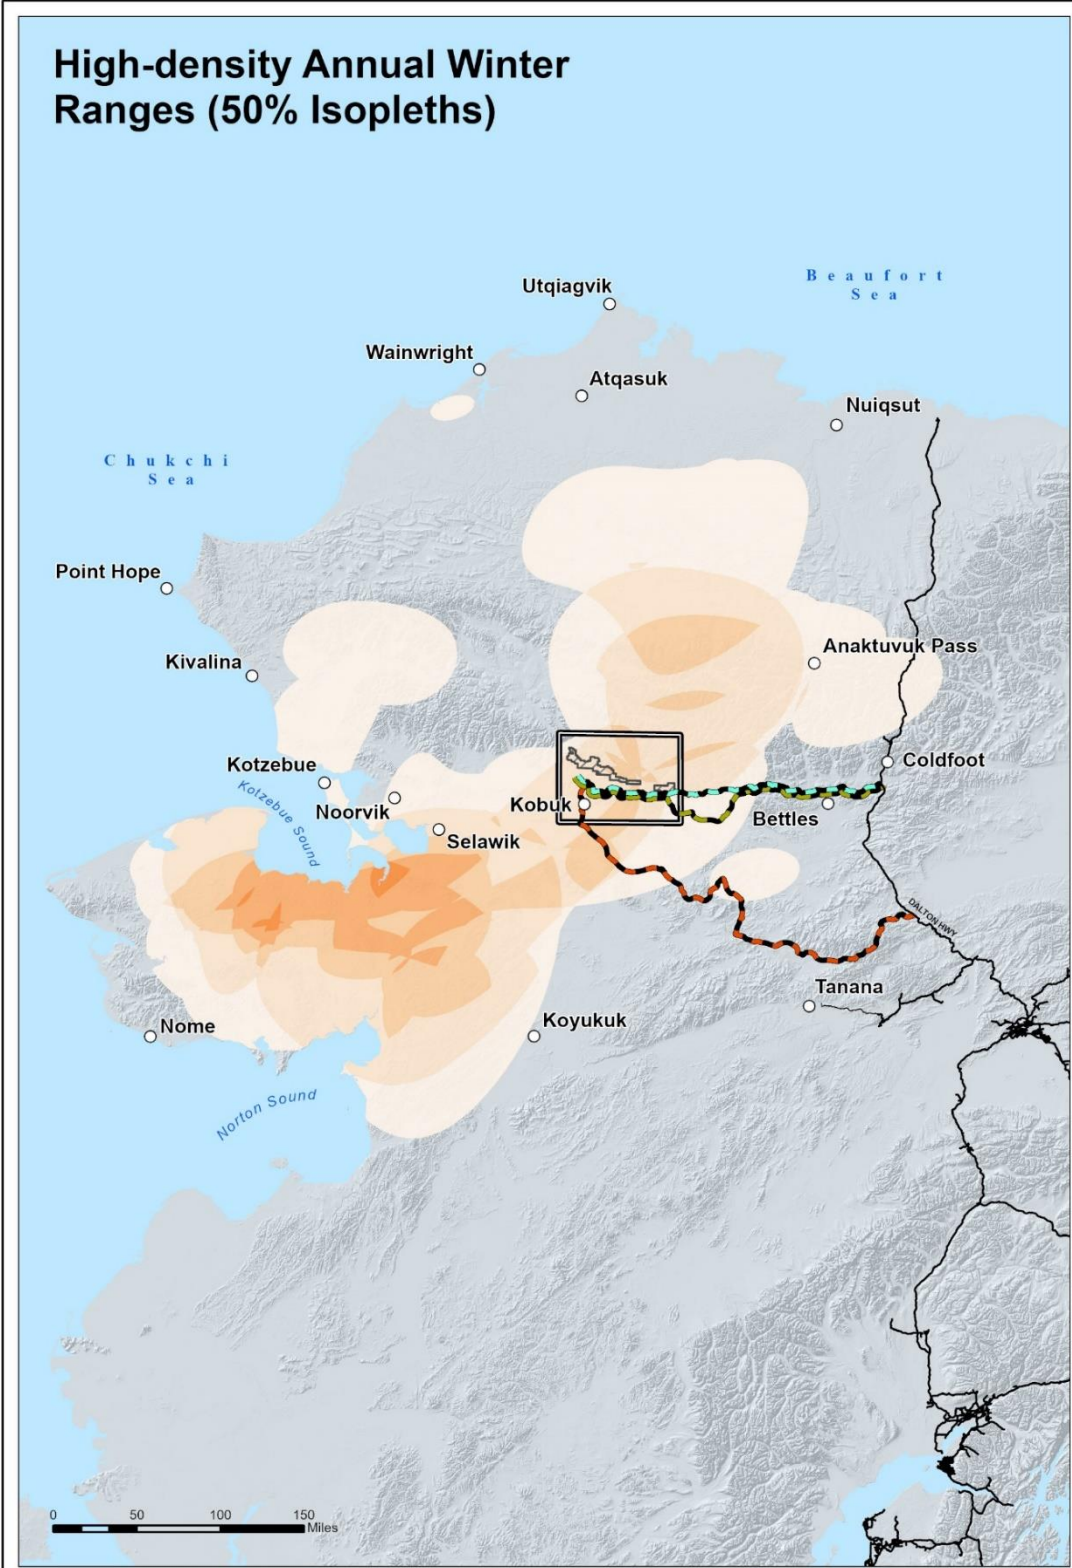 High-density Annual Winter
Ranges (50% Isopleths)
Beaufort
Sea
Utqiagvik
Wainwright
Atqasuk
Nuiqsut
Chukchi
Sea
Point Hope
Anaktuvuk Pass
Kivalina
Kotzebue
Coldfoot
Kotzebue Sound
Noorvik
Kobuk
Bettles
Selawik
DALTON HWY
Tanana
Nome
Koyukuk
Norton Sound
0 50 100 150
Miles